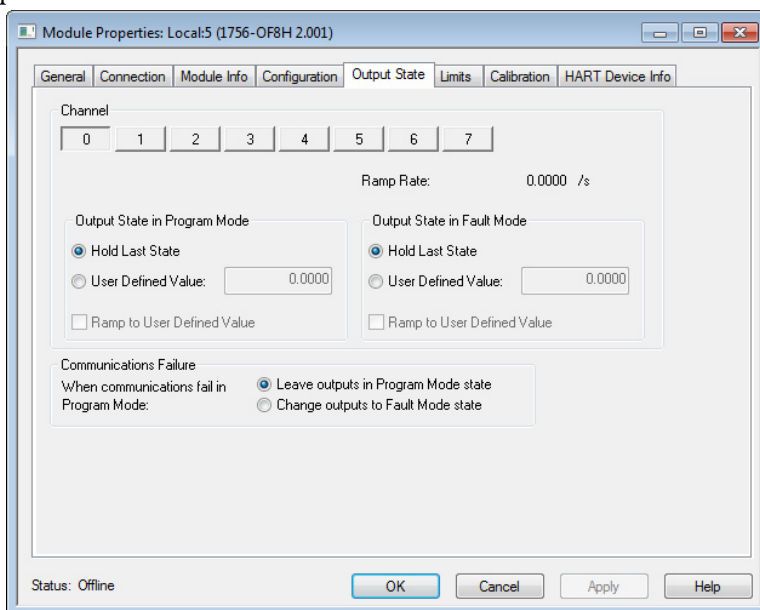 Module Properties: Local:5 (1756-OF8H 2.001)
General Connection Module Info Configuration Output State Limits Calibration HART Device Info
Channel
0 1 2 3 4 5 6 7
Ramp Rate: 0.0000 /s
Output State in Program Mode
Hold Last State
User Defined Value: 0.0000
Ramp to User Defined Value
Output State in Fault Mode
Hold Last State
User Defined Value: 0.0000
Ramp to User Defined Value
Communications Failure
When communications fail in
Program Mode:
Leave outputs in Program Mode state
Change outputs to Fault Mode state
Status: Offline
OK Cancel Apply Help